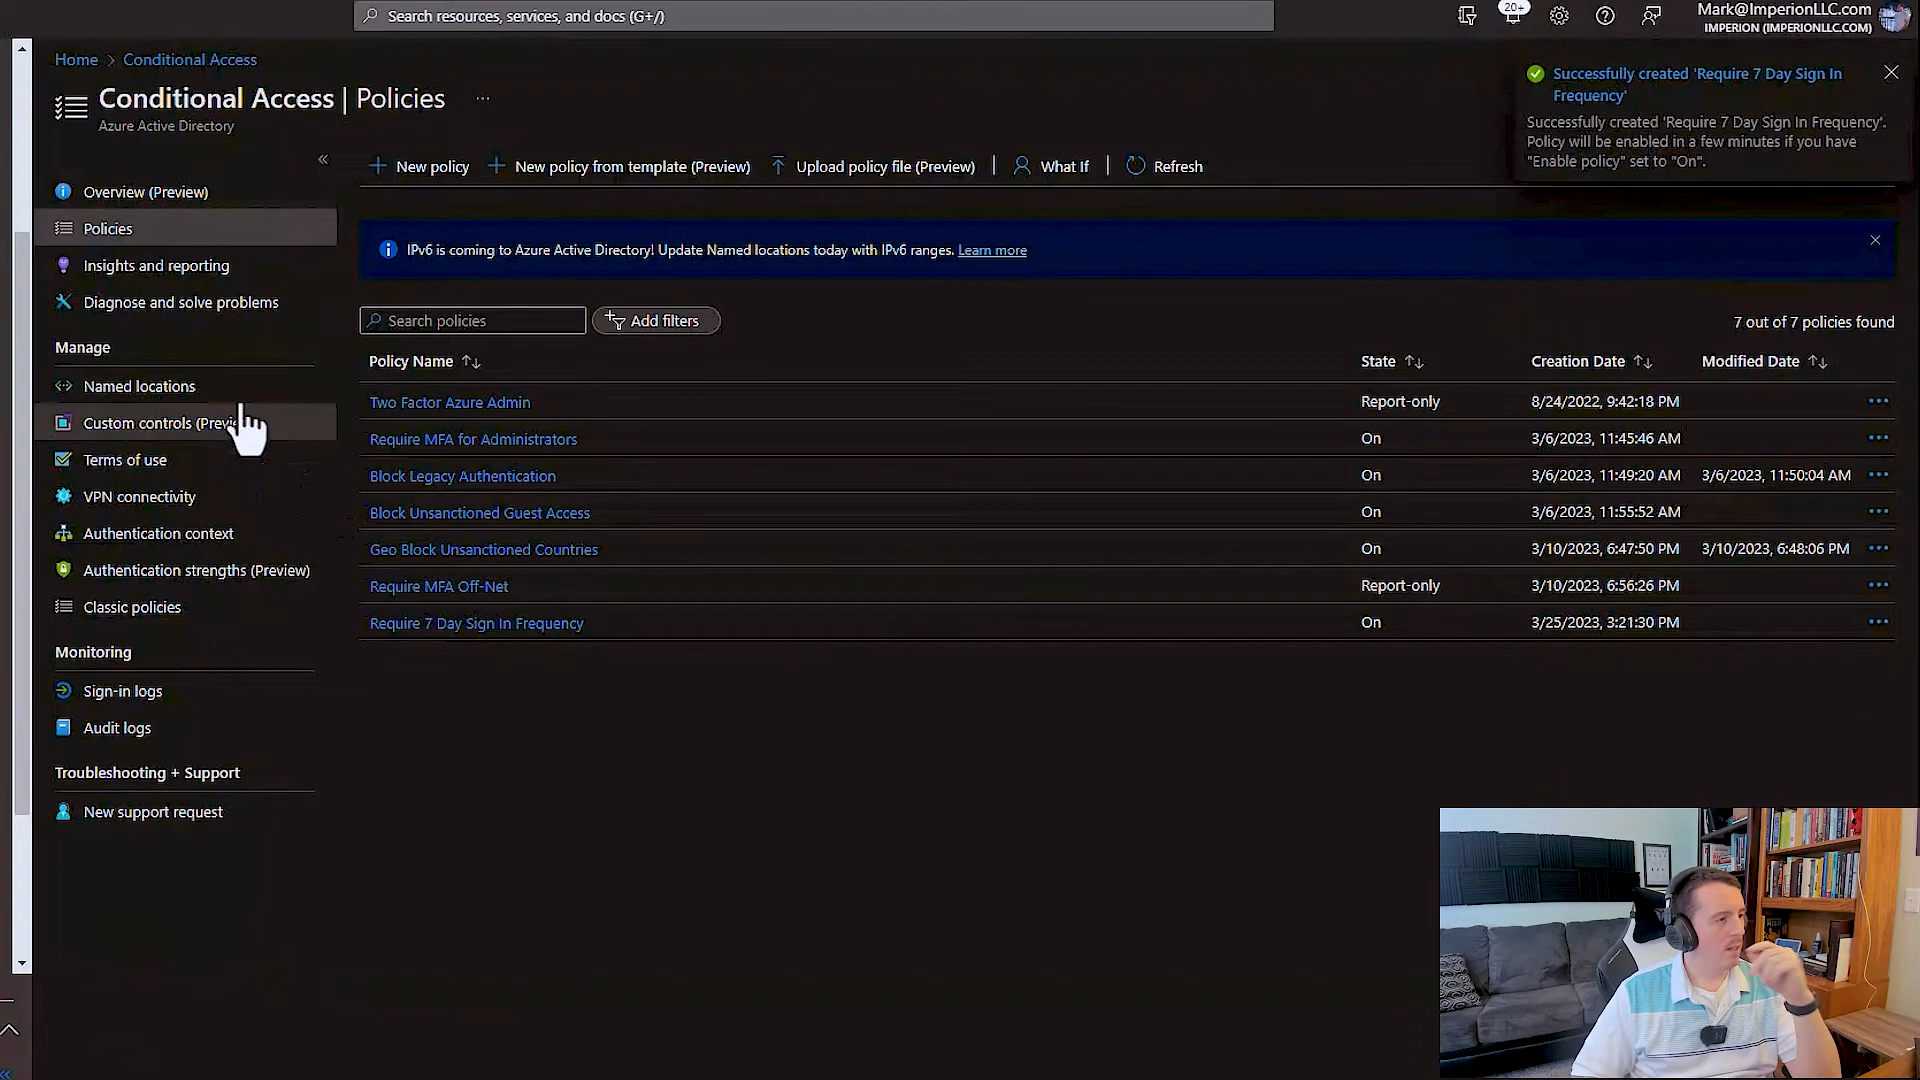 Search resources, services, and docs (G+/)
20+
Mark@ImperionLLC.com
IMPERION (IMPERIONLLC.COM)
Home > Conditional Access
Conditional Access | Policies ...
Azure Active Directory
Successfully created 'Require 7 Day Sign In
Frequency'
Successfully created 'Require 7 Day Sign In Frequency'.
Policy will be enabled in a few minutes if you have
"Enable policy" set to "On".
Overview (Preview)
Policies
Insights and reporting
Diagnose and solve problems
Manage
Named locations
Custom controls (Previ
Terms of use
VPN connectivity
Authentication context
Authentication strengths (Preview)
Classic policies
Monitoring
Sign-in logs
Audit logs
Troubleshooting + Support
New support request
New policy
New policy from template (Preview)
Upload policy file (Preview)
What If
Refresh
IPv6 is coming to Azure Active Directory! Update Named locations today with IPv6 ranges. Learn more
Search policies
Add filters
7 out of 7 policies found
Policy Name State Creation Date Modified Date
Two Factor Azure Admin Report-only 8/24/2022, 9:42:18 PM
Require MFA for Administrators On 3/6/2023, 11:45:46 AM
Block Legacy Authentication On 3/6/2023, 11:49:20 AM 3/6/2023, 11:50:04 AM
Block Unsanctioned Guest Access On 3/6/2023, 11:55:52 AM
Geo Block Unsanctioned Countries On 3/10/2023, 6:47:50 PM 3/10/2023, 6:48:06 PM
Require MFA Off-Net Report-only 3/10/2023, 6:56:26 PM
Require 7 Day Sign In Frequency On 3/25/2023, 3:21:30 PM